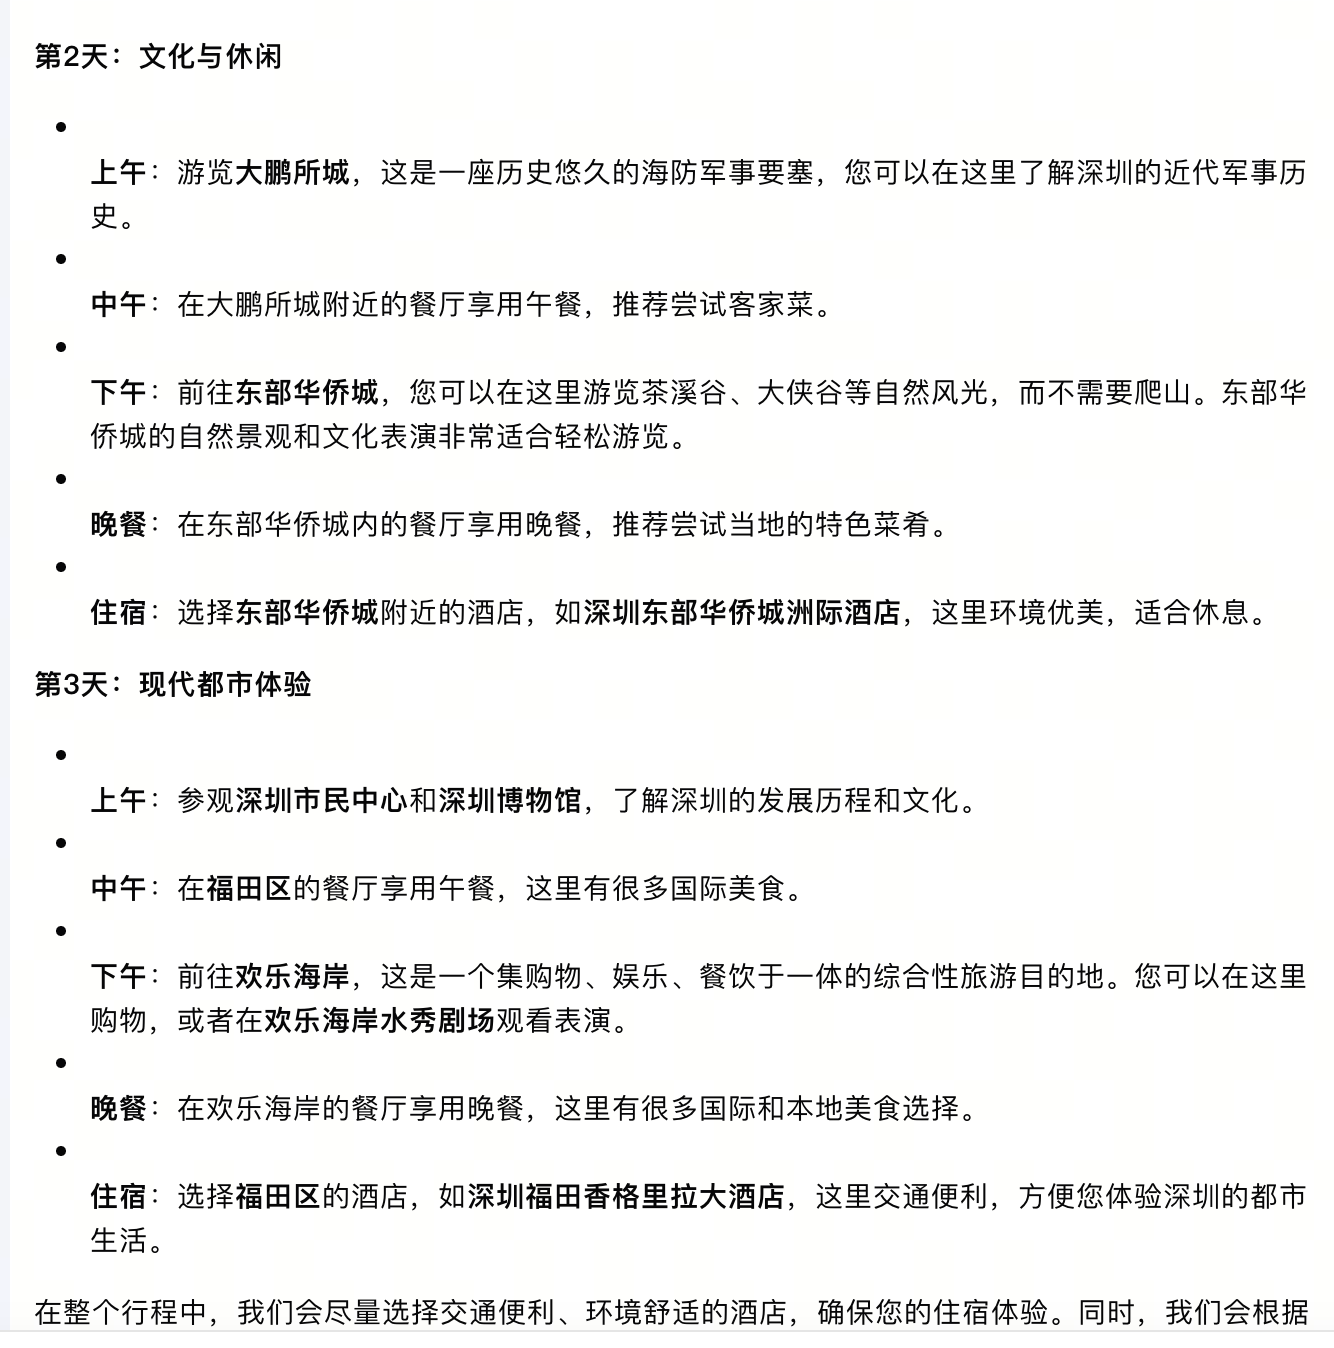 第2天：文化与休闲
上午：游览大鹏所城，这是一座历史悠久的海防军事要塞，您可以在这里了解深圳的近代军事历
史。
中午：在大鹏所城附近的餐厅享用午餐，推荐尝试客家菜。
下午：前往东部华侨城，您可以在这里游览茶溪谷、大侠谷等自然风光，而不需要爬山。东部华
侨城的自然景观和文化表演非常适合轻松游览。
晚餐：在东部华侨城内的餐厅享用晚餐，推荐尝试当地的特色菜肴。
住宿：选择东部华侨城附近的酒店，如深圳东部华侨城洲际酒店，这里环境优美，适合休息。
第3天：现代都市体验
上午：参观深圳市民中心和深圳博物馆，了解深圳的发展历程和文化。
中午：在福田区的餐厅享用午餐，这里有很多国际美食。
下午：前往欢乐海岸，这是一个集购物、娱乐、餐饮于一体的综合性旅游目的地。您可以在这里
购物，或者在欢乐海岸水秀剧场观看表演。
晚餐：在欢乐海岸的餐厅享用晚餐，这里有很多国际和本地美食选择。
住宿：选择福田区的酒店，如深圳福田香格里拉大酒店，这里交通便利，方便您体验深圳的都市
生活。
在整个行程中，我们会尽量选择交通便利、环境舒适的酒店，确保您的住宿体验。同时，我们会根据